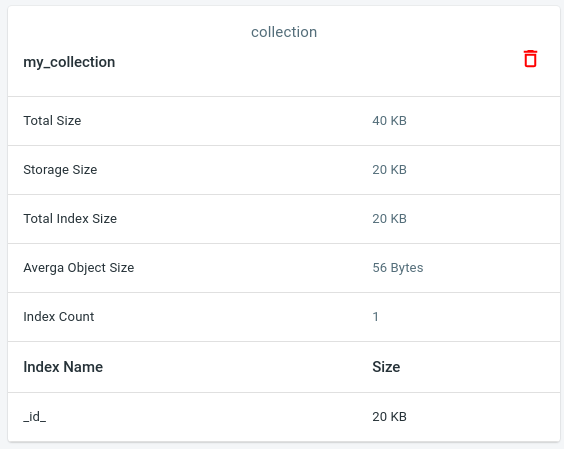 collection
my_collection
Total Size 40 KB
Storage Size 20 KB
Total Index Size 20 KB
Averga Object Size 56 Bytes
Index Count 1
Index Name Size
_id_ 20 KB